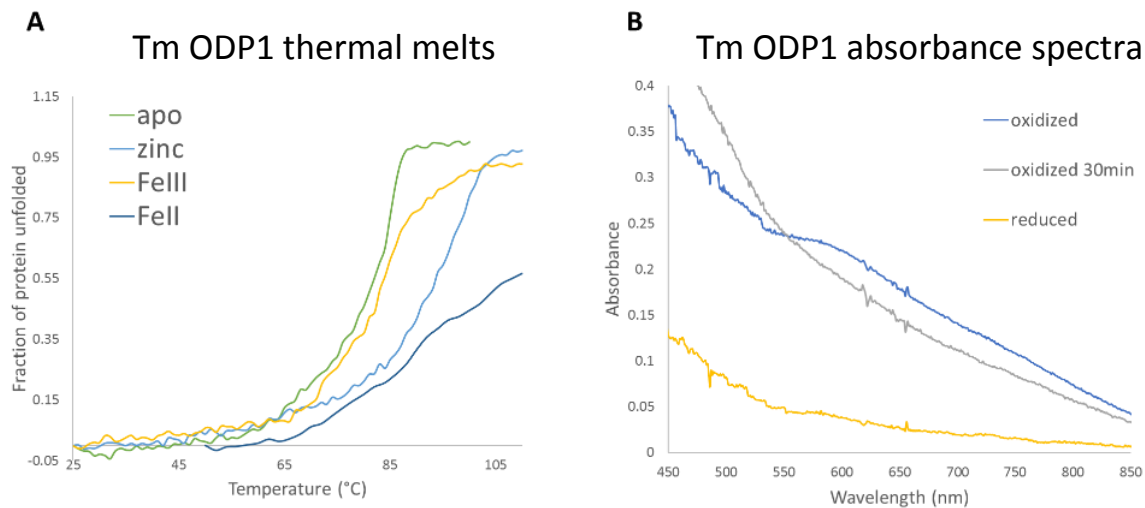 A
Tm ODP1 thermal melts
1.15
0.95
0.75
0.55
0.35
0.15
-0.05
Fraction of protein unfolded
apo
zinc
FeIII
FeII
25
45
65
85
105
Temperature (°C)
B
Tm ODP1 absorbance spectra
0.4
0.35
0.3
0.25
0.2
0.15
0.1
0.05
0
Absorbance
oxidized
oxidized 30min
reduced
450
500
550
600
650
700
750
800
850
Wavelength (nm)